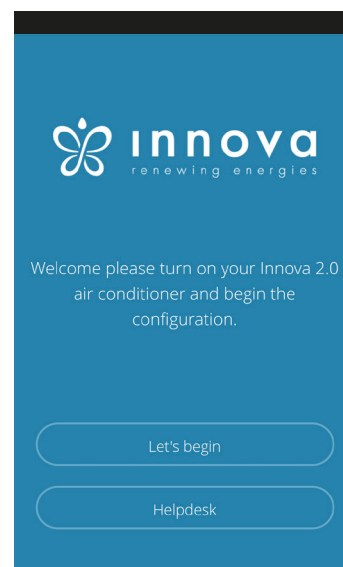 innova
renewing energies
Welcome please turn on your Innova 2.0
air conditioner and begin the
configuration.
Let's begin
Helpdesk